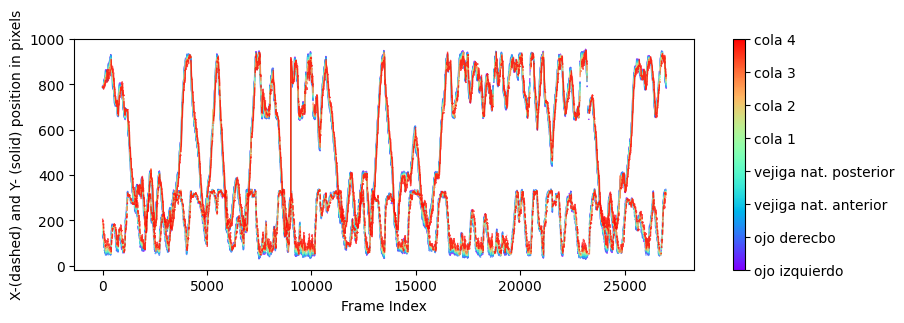 X-(dashed) and Y- (solid) position in pixels
1000
800
600
400
200
0
0 5000 10000 15000 20000 25000
Frame Index
cola 4
cola 3
cola 2
cola 1
vejiga nat. posterior
vejiga nat. anterior
ojo derecbo
ojo izquierdo